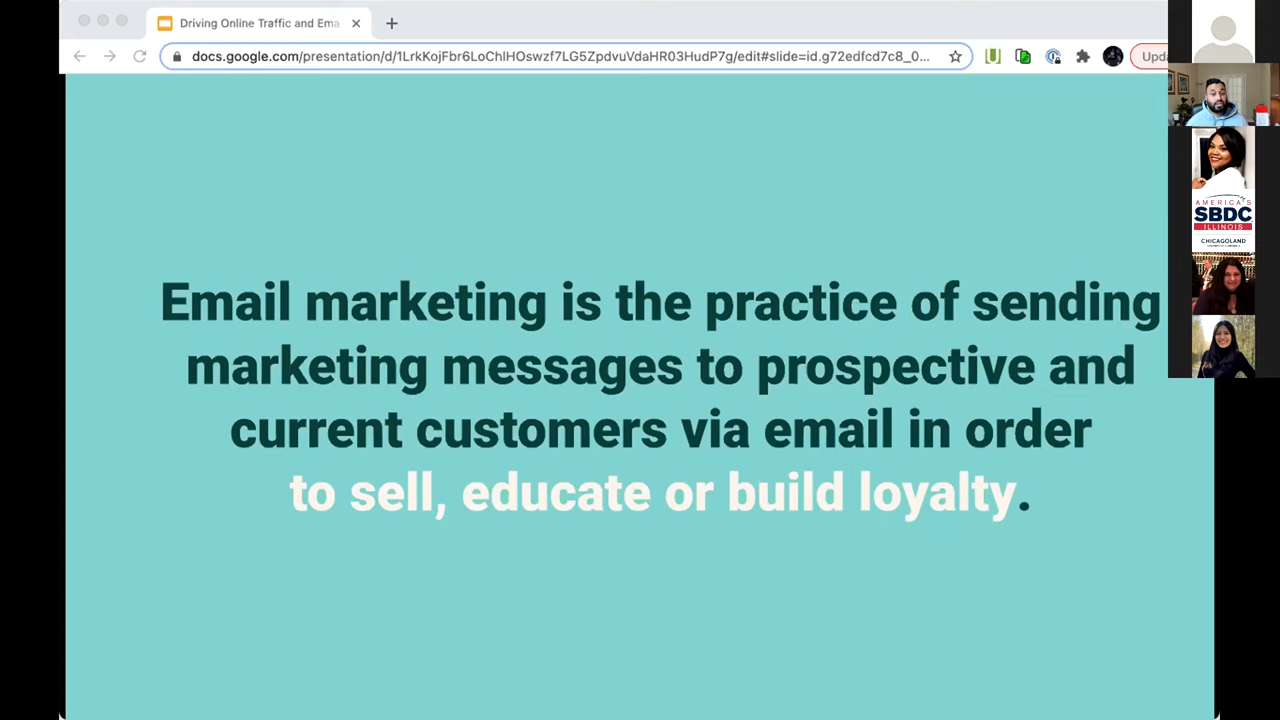 Driving Online Traffic and Ema
docs.google.com/presentation/d/1LrkKojFbr6LoChlHOswzf7LG5ZpdvuVdaHR03HudP7g/edit#slide=id.g72edfcd7c8_0...
Upda
Email marketing is the practice of sending
marketing messages to prospective and
current customers via email in order
to sell, educate or build loyalty.
AMERICA'S
SBDC
ILLINOIS
CHICAGOLAND